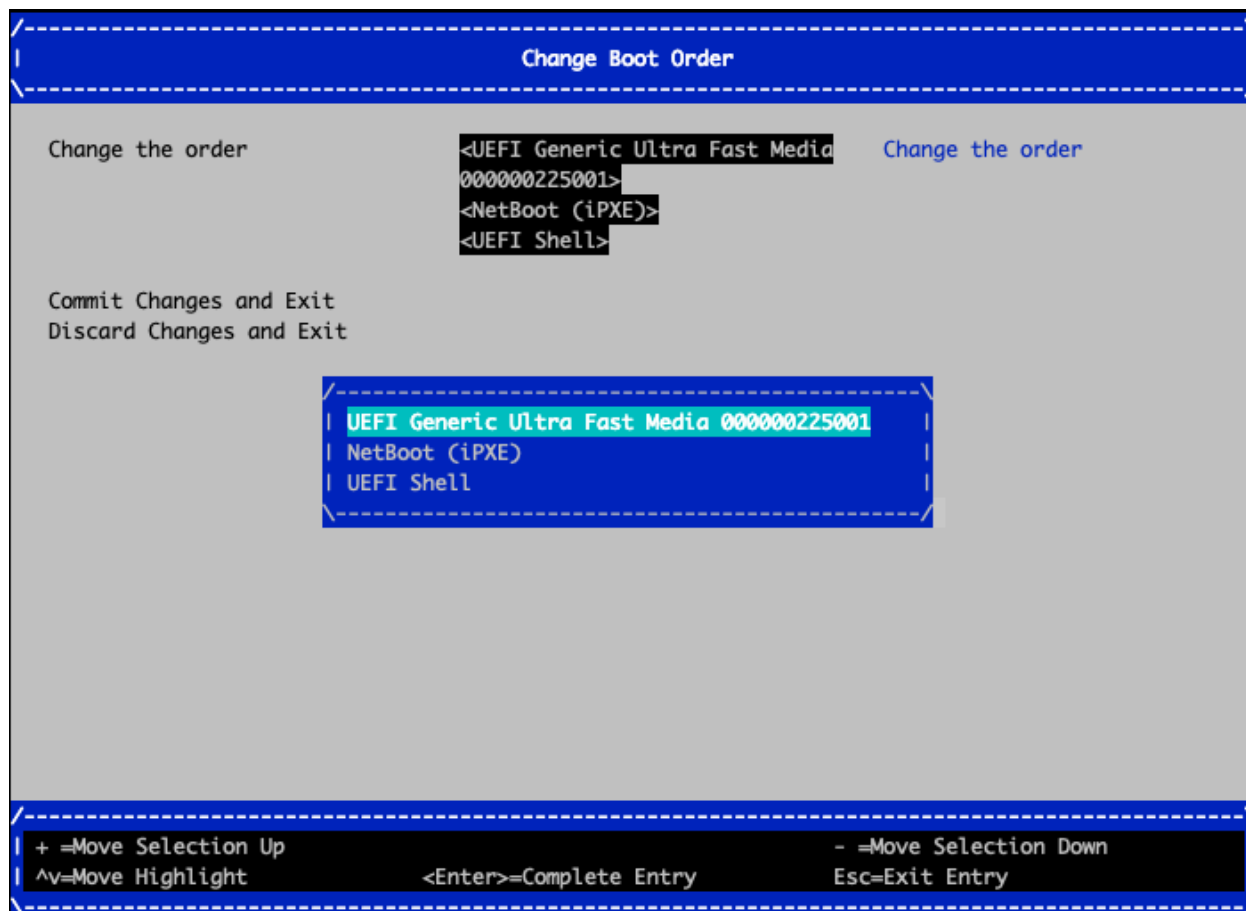 /------------------------------------------------------------------------------
| Change Boot Order
\------------------------------------------------------------------------------
Change the order <UEFI Generic Ultra Fast Media Change the order
000000225001>
<NetBoot (iPXE)>
<UEFI Shell>
Commit Changes and Exit
Discard Changes and Exit
/-----------------------------------------------\
| UEFI Generic Ultra Fast Media 000000225001 |
| NetBoot (iPXE) |
| UEFI Shell |
\-----------------------------------------------/
/------------------------------------------------------------------------------
| + =Move Selection Up - =Move Selection Down
| ^v=Move Highlight <Enter>=Complete Entry Esc=Exit Entry
\------------------------------------------------------------------------------